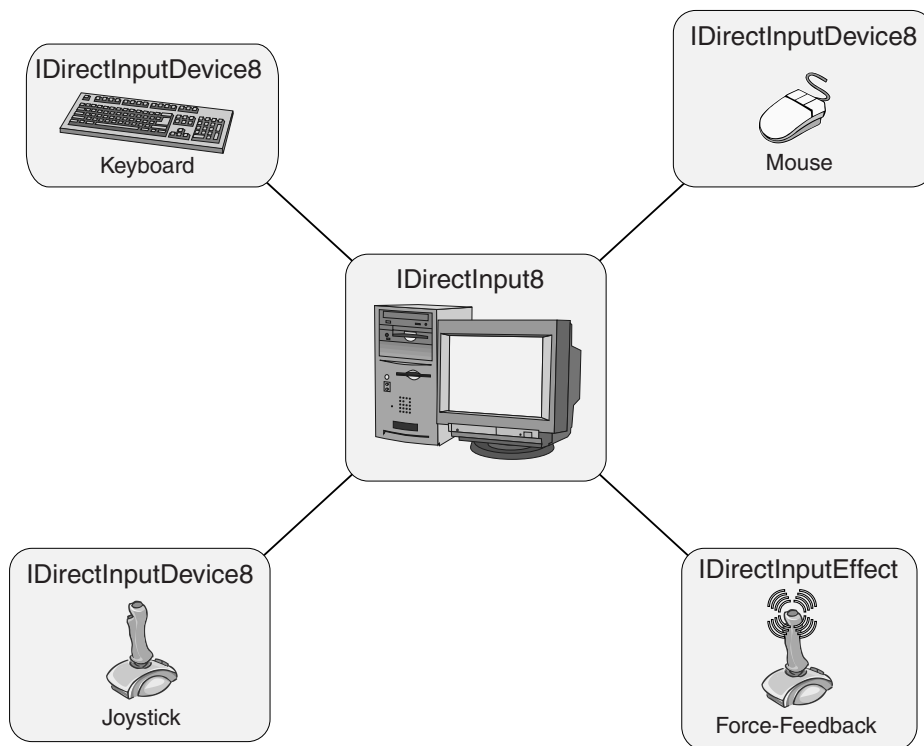 IDirectInputDevice8
Keyboard
IDirectInputDevice8
Mouse
IDirectInput8
IDirectInputDevice8
Joystick
IDirectInputEffect
Force-Feedback